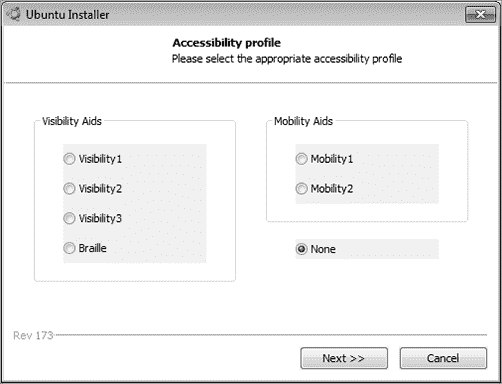 Ubuntu Installer
Accessibility profile
Please select the appropriate accessibility profile
Visibility Aids
Visibility1
Visibility2
Visibility3
Braille
Mobility Aids
Mobility1
Mobility2
None
Rev 173
Next >>
Cancel